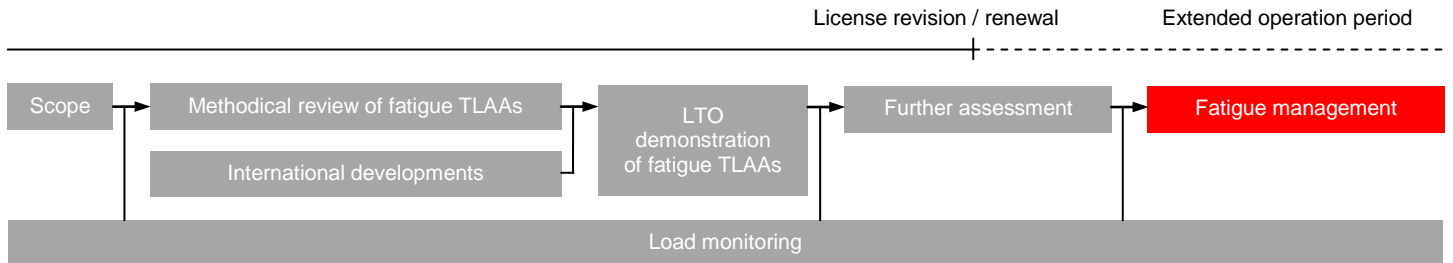 License revision / renewal
Extended operation period
Scope
Methodical review of fatigue TLAAs
International developments
LTO
demonstration
of fatigue TLAAs
Further assessment
Fatigue management
Load monitoring